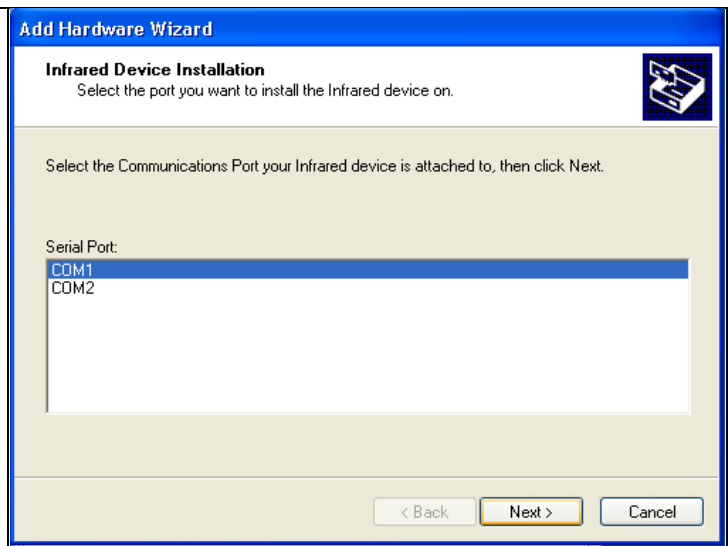 Add Hardware Wizard
Infrared Device Installation
Select the port you want to install the Infrared device on.
Select the Communications Port your Infrared device is attached to, then click Next.
Serial Port:
COM1
COM2
< Back
Next >
Cancel